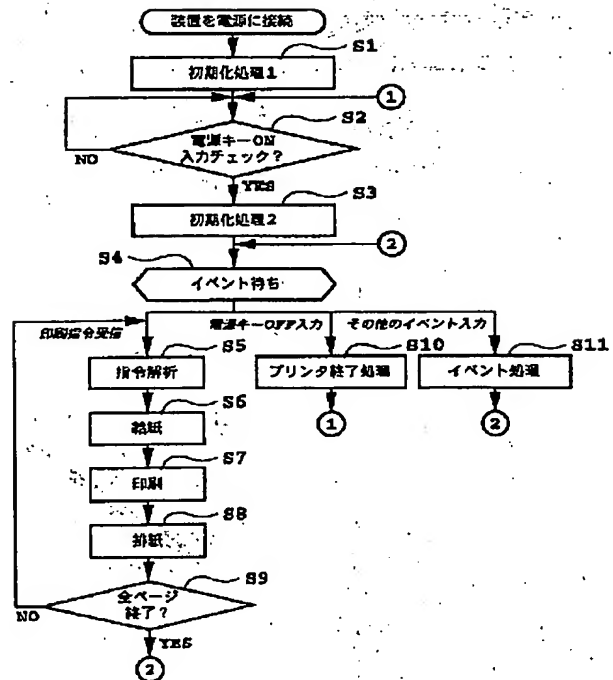 装置を電源に接続
S1
初期化処理1
①
S2
電源キーON
入力チェック?
NO
YES
S3
初期化処理2
②
S4
イベント待ち
印刷指令受信
電源キーOFF入力
その他のイベント入力
S5
指令解析
S10
プリンタ終了処理
S11
イベント処理
S6
給紙
①
②
S7
印刷
S8
排紙
S9
全ページ
終了?
NO
YES
②